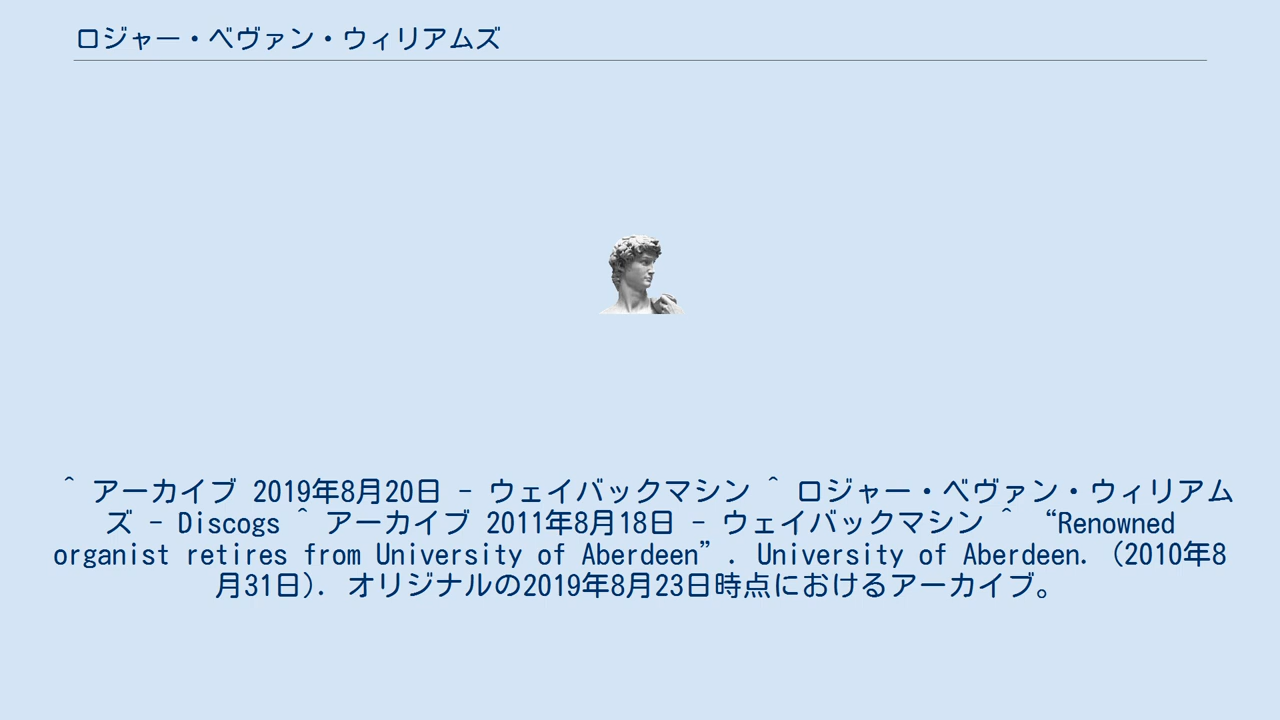 ロジャー・ベヴァン・ウィリアムズ
^ アーカイブ 2019年8月20日 - ウェイバックマシン ^ ロジャー・ベヴァン・ウィリアム
ズ - Discogs ^ アーカイブ 2011年8月18日 - ウェイバックマシン ^ “Renowned
organist retires from University of Aberdeen”. University of Aberdeen. (2010年8
月31日). オリジナルの2019年8月23日時点におけるアーカイブ。